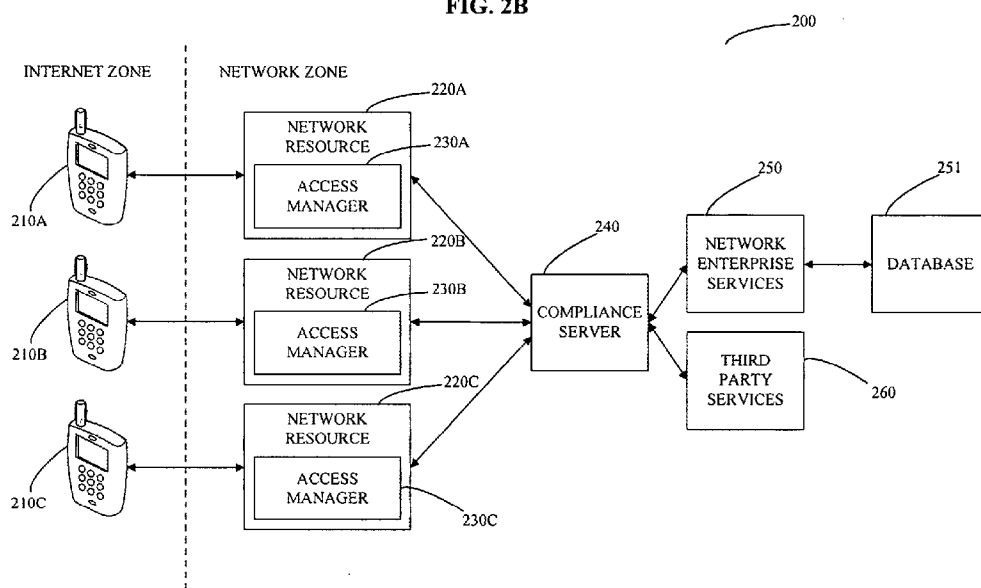 FIG. 2B
200
INTERNET ZONE
NETWORK ZONE
220A
NETWORK
RESOURCE
230A
ACCESS
MANAGER
210A
220B
NETWORK
RESOURCE
230B
ACCESS
MANAGER
210B
220C
NETWORK
RESOURCE
ACCESS
MANAGER
230C
210C
240
COMPLIANCE
SERVER
250
NETWORK
ENTERPRISE
SERVICES
251
DATABASE
THIRD
PARTY
SERVICES
260